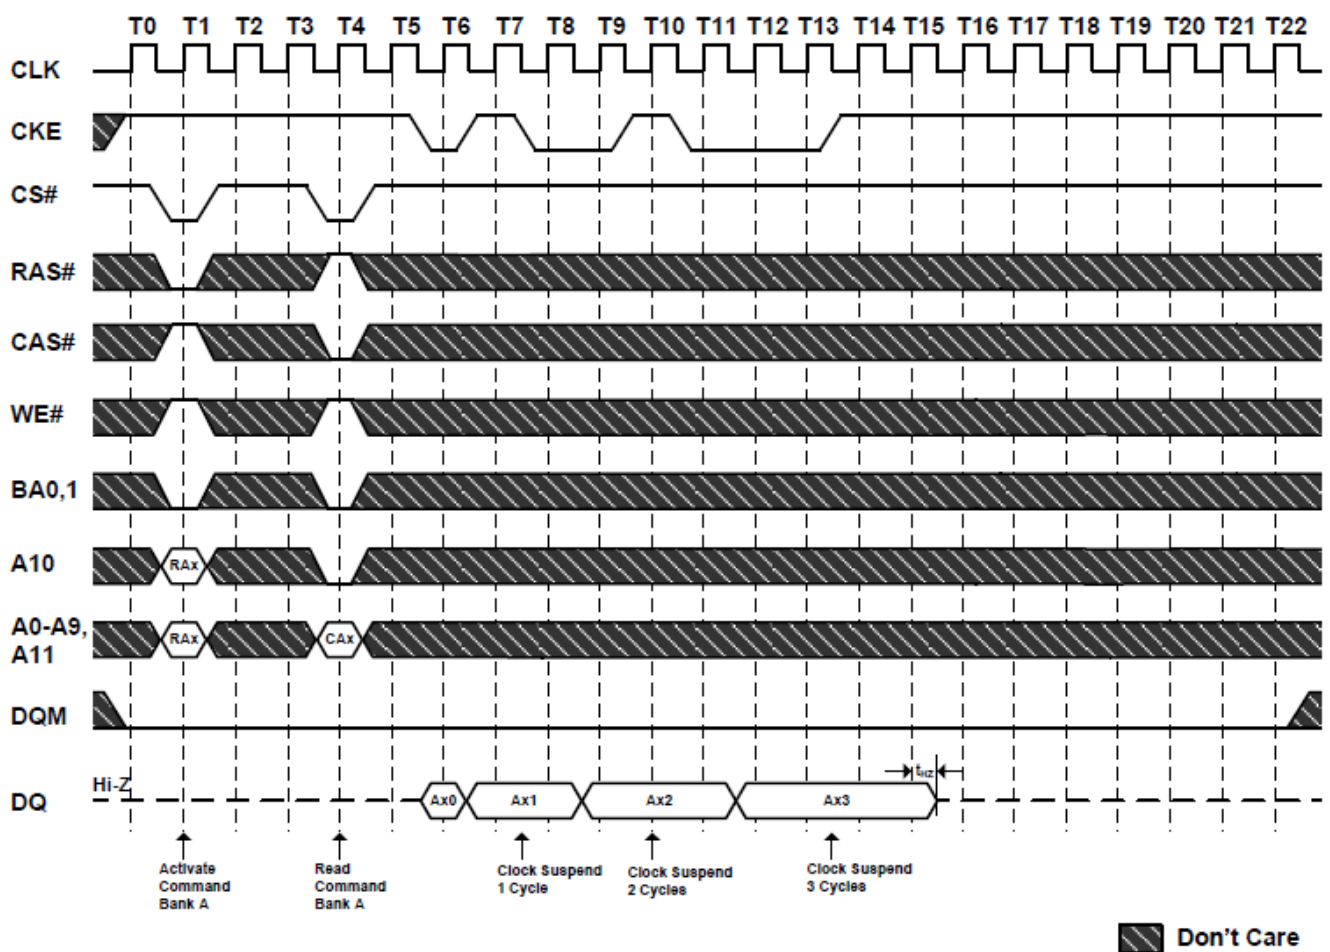 T0 T1 T2 T3 T4 T5 T6 T7 T8 T9 T10 T11 T12 T13 T14 T15 T16 T17 T18 T19 T20 T21 T22
CLK
CKE
CS#
RAS#
CAS#
WE#
BA0,1
A10
RAx
A0-A9,
A11
RAx
CAx
DQM
Hi-Z
tHZ
DQ
Ax0
Ax1
Ax2
Ax3
Activate
Command
Bank A
Read
Command
Bank A
Clock Suspend
1 Cycle
Clock Suspend
2 Cycles
Clock Suspend
3 Cycles
Don't Care